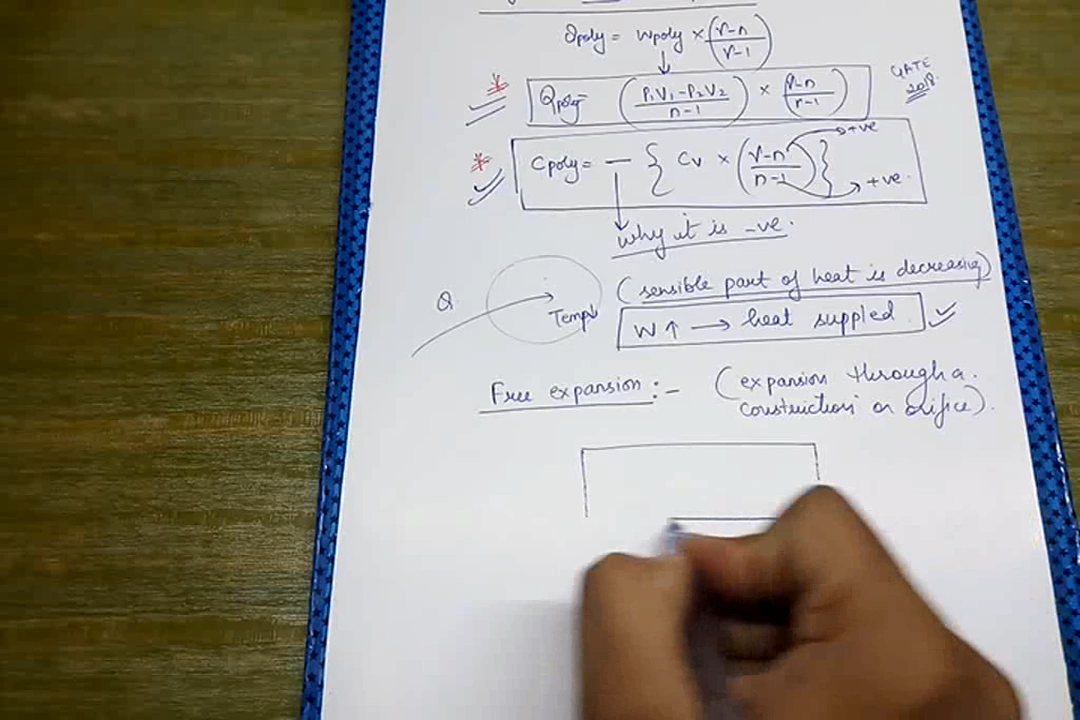 Qpoly = Wpoly × (γ-n / γ-1)
Qpoly = (P1V1-P2V2 / n-1) × (γ-n / γ-1)
GATE 2018.
Cpoly = - { Cv × (γ-n / n-1) }
+ve
+ve.
why it is -ve.
Q
Temp↓
(sensible part of heat is decreasing)
W ↑ → heat suppled.
Free expansion :- (expansion through a.
constriction or orifice).